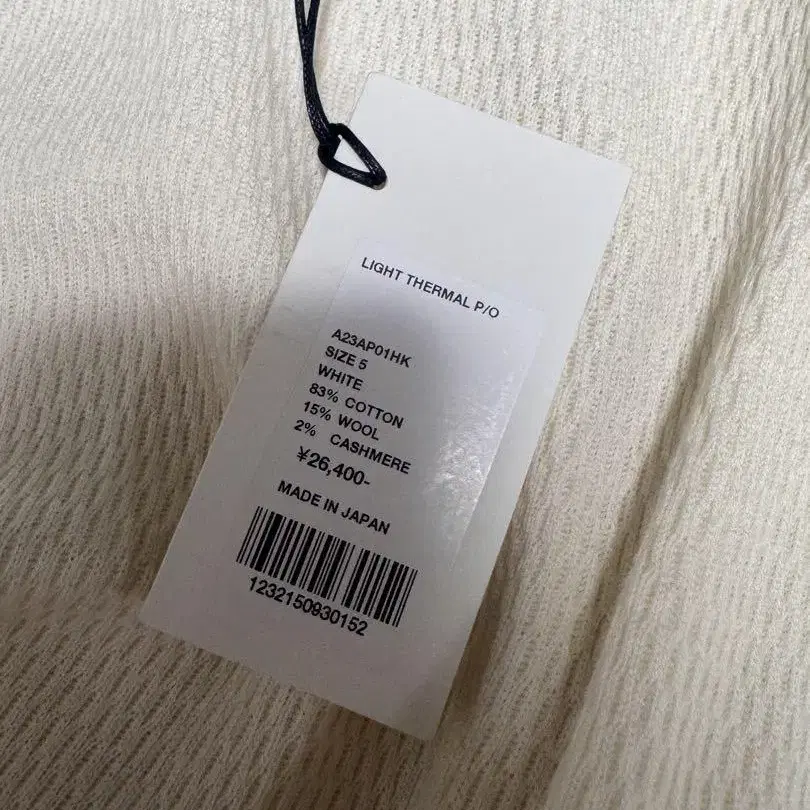 LIGHT THERMAL P/O
A23AP01HK
SIZE 5
WHITE
83% COTTON
15% WOOL
2% CASHMERE
¥26,400-
MADE IN JAPAN
1232150930152